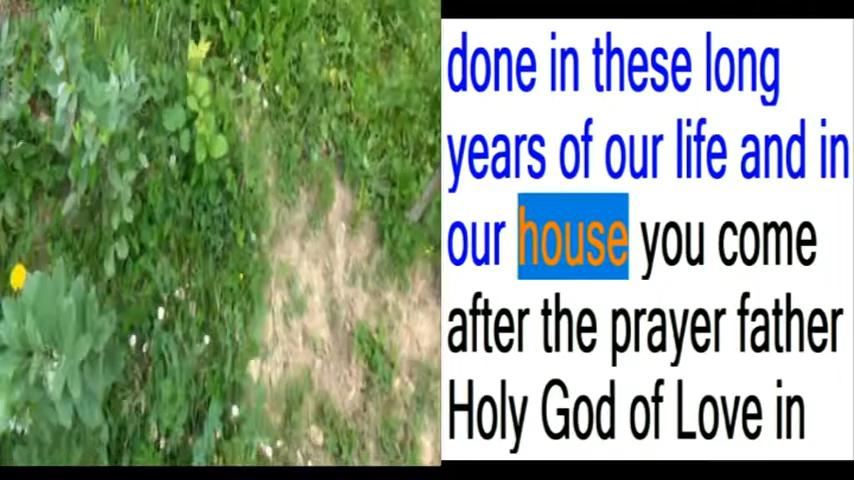 done in these long
years of our life and in
our house you come
after the prayer father
Holy God of Love in